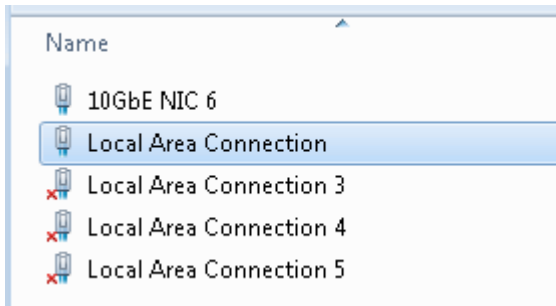 Name
10GbE NIC 6
Local Area Connection
Local Area Connection 3
Local Area Connection 4
Local Area Connection 5